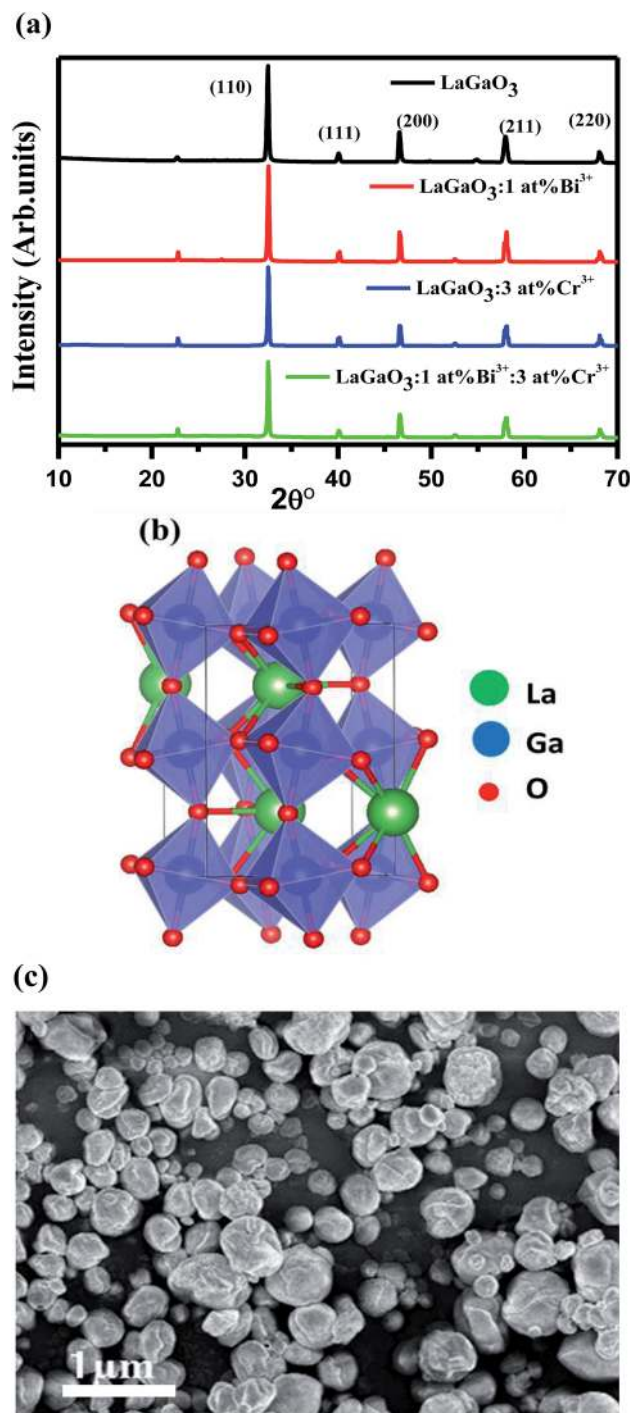 (a)
LaGaO₃
(110)
(111)
(200)
(211)
(220)
LaGaO₃:1 at%Bi³⁺
LaGaO₃:3 at%Cr³⁺
LaGaO₃:1 at%Bi³⁺:3 at%Cr³⁺
Intensity (Arb.units)
10 20 30 40 50 60 70
2θ°
(b)
La
Ga
O
(c)
1μm